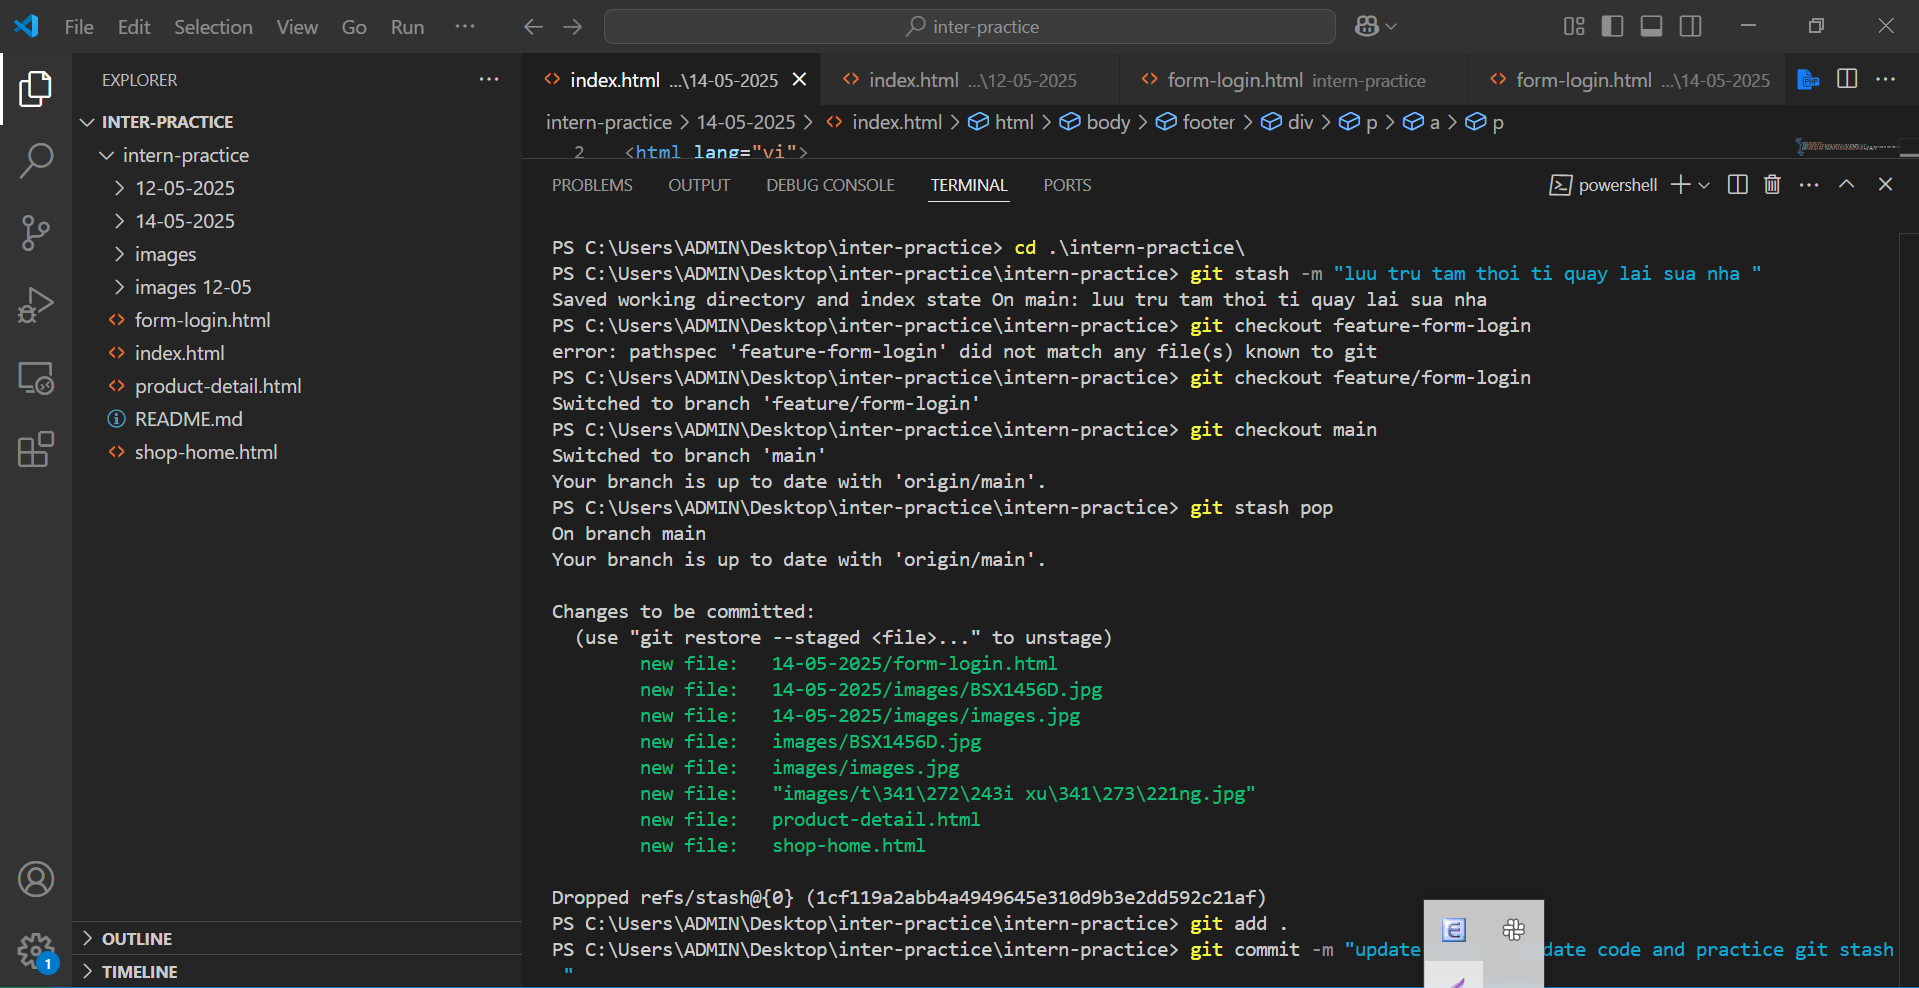 File Edit Selection View Go Run ··· inter-practice
EXPLORER ···
INTER-PRACTICE
intern-practice
12-05-2025
14-05-2025
images
images 12-05
form-login.html
index.html
product-detail.html
README.md
shop-home.html
OUTLINE
TIMELINE
1
index.html ...\14-05-2025 index.html ...\12-05-2025 form-login.html intern-practice form-login.html ...\14-05-2025 PHP ···
intern-practice > 14-05-2025 > index.html > html > body > footer > div > p > a > p
2 <html lang="vi">
PROBLEMS OUTPUT DEBUG CONSOLE TERMINAL PORTS powershell ···
PS C:\Users\ADMIN\Desktop\inter-practice> cd .\intern-practice\
PS C:\Users\ADMIN\Desktop\inter-practice\intern-practice> git stash -m "luu tru tam thoi ti quay lai sua nha "
Saved working directory and index state On main: luu tru tam thoi ti quay lai sua nha
PS C:\Users\ADMIN\Desktop\inter-practice\intern-practice> git checkout feature-form-login
error: pathspec 'feature-form-login' did not match any file(s) known to git
PS C:\Users\ADMIN\Desktop\inter-practice\intern-practice> git checkout feature/form-login
Switched to branch 'feature/form-login'
PS C:\Users\ADMIN\Desktop\inter-practice\intern-practice> git checkout main
Switched to branch 'main'
Your branch is up to date with 'origin/main'.
PS C:\Users\ADMIN\Desktop\inter-practice\intern-practice> git stash pop
On branch main
Your branch is up to date with 'origin/main'.
Changes to be committed:
(use "git restore --staged <file>..." to unstage)
new file: 14-05-2025/form-login.html
new file: 14-05-2025/images/BSX1456D.jpg
new file: 14-05-2025/images/images.jpg
new file: images/BSX1456D.jpg
new file: images/images.jpg
new file: "images/t\341\272\243i xu\341\273\221ng.jpg"
new file: product-detail.html
new file: shop-home.html
Dropped refs/stash@{0} (1cf119a2abb4a4949645e310d9b3e2dd592c21af)
PS C:\Users\ADMIN\Desktop\inter-practice\intern-practice> git add .
PS C:\Users\ADMIN\Desktop\inter-practice\intern-practice> git commit -m "update date code and practice git stash
"